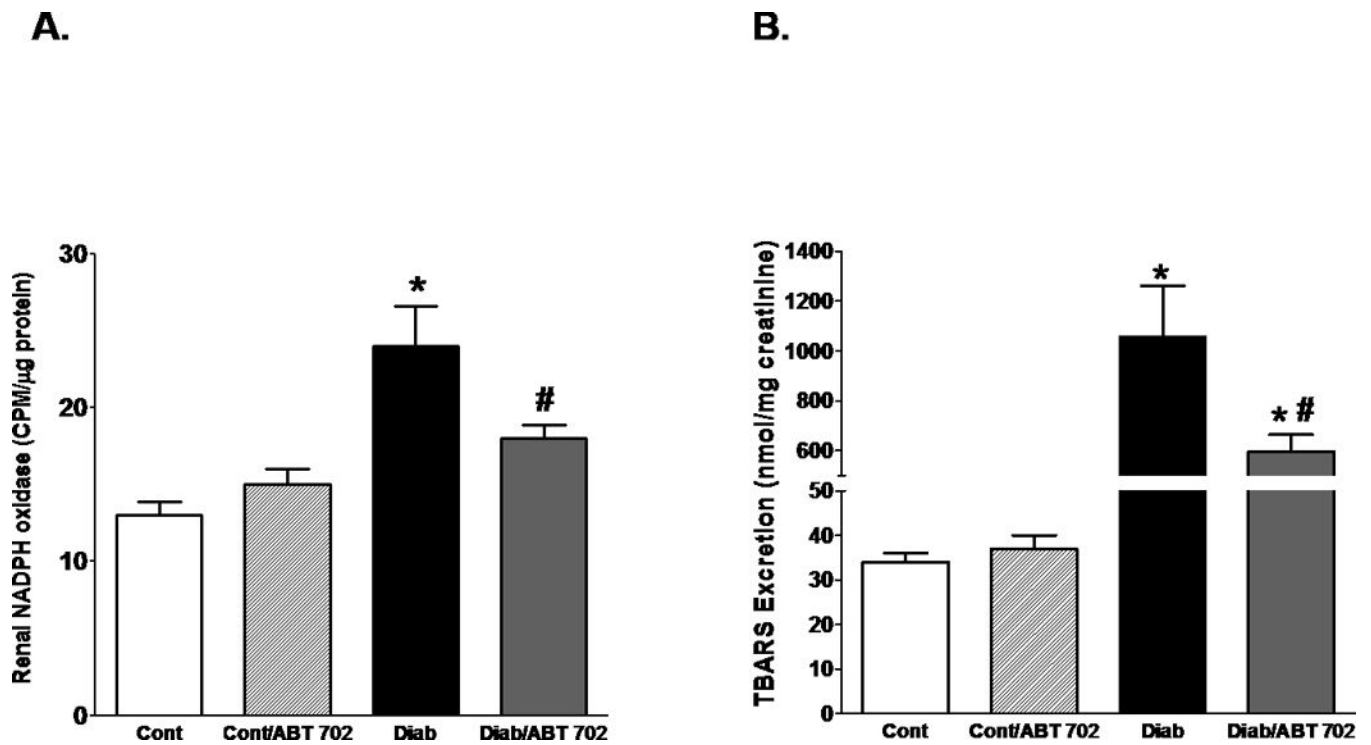 A.
Renal NADPH oxidase (CPM/µg protein)
30
20
10
0
*
#
Cont
Cont/ABT 702
Diab
Diab/ABT 702
B.
TBARS Excretion (nmol/mg creatinine)
1400
1200
1000
800
600
50
40
30
20
10
0
*
* #
Cont
Cont/ABT 702
Diab
Diab/ABT 702